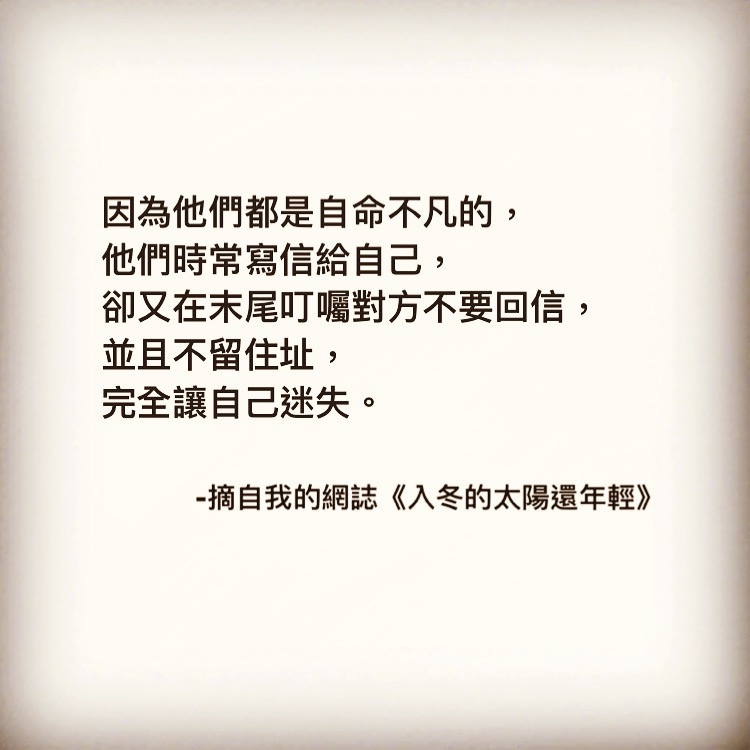 因為他們都是自命不凡的，
他們時常寫信給自己，
卻又在末尾叮囑對方不要回信，
並且不留住址，
完全讓自己迷失。
-摘自我的網誌《入冬的太陽還年輕》